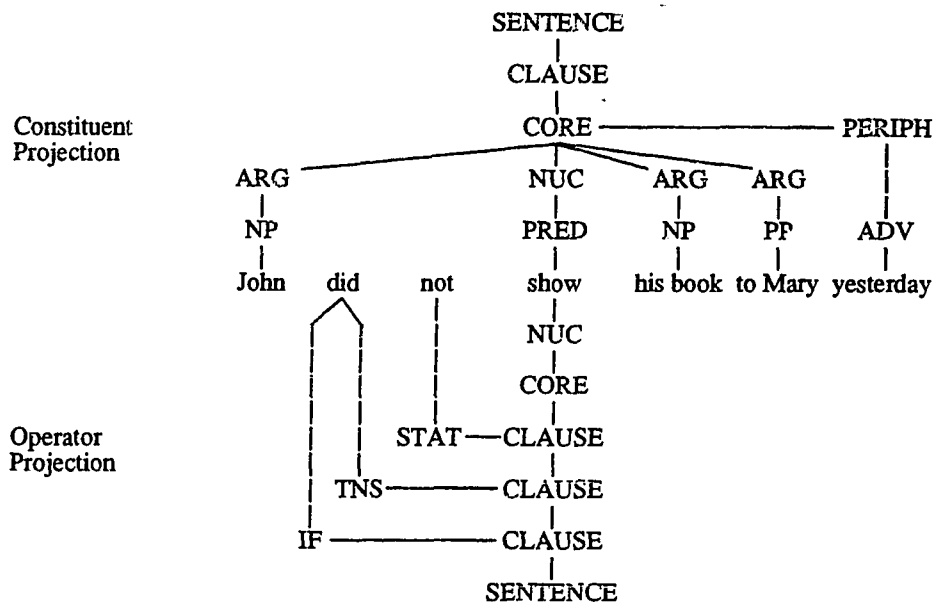 SENTENCE
CLAUSE
Constituent
Projection
CORE PERIPH
ARG NUC ARG ARG
NP PRED NP PP ADV
John did not show his book to Mary yesterday
NUC
CORE
Operator
Projection
STAT CLAUSE
TNS CLAUSE
IF CLAUSE
SENTENCE